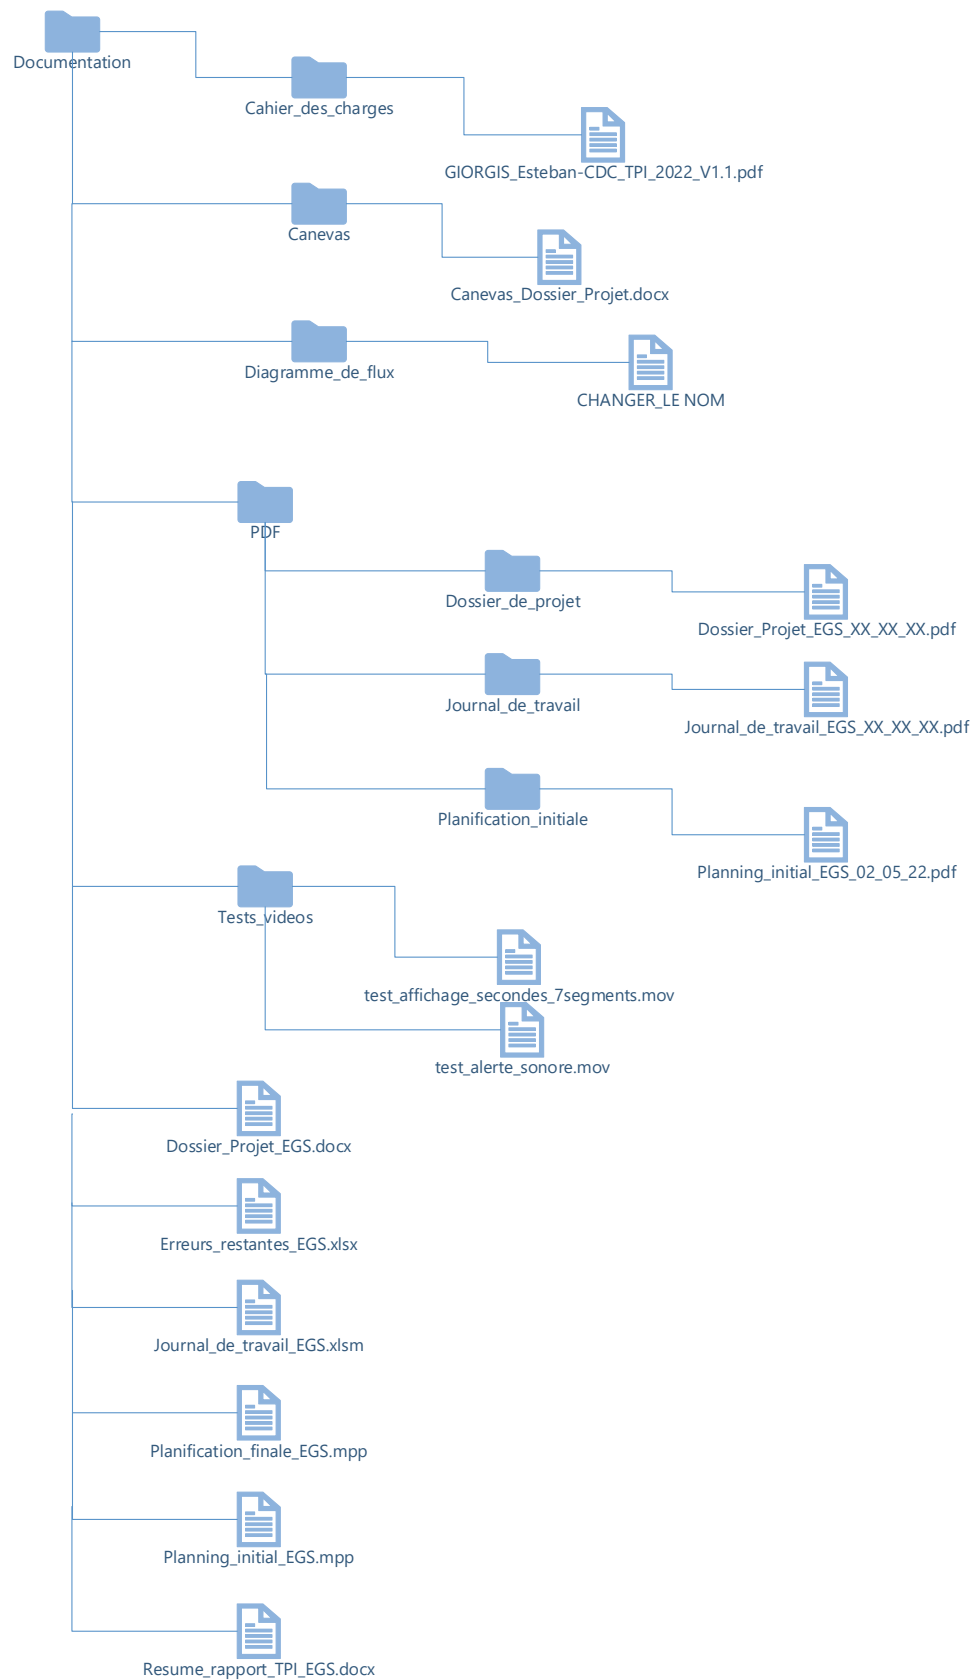 Documentation
Cahier_des_charges
GIORGIS_Esteban-CDC_TPI_2022_V1.1.pdf
Canevas
Canevas_Dossier_Projet.docx
Diagramme_de_flux
CHANGER_LE NOM
PDF
Dossier_de_projet
Dossier_Projet_EGS_XX_XX_XX.pdf
Journal_de_travail
Journal_de_travail_EGS_XX_XX_XX.pdf
Planification_initiale
Planning_initial_EGS_02_05_22.pdf
Tests_videos
test_affichage_secondes_7segments.mov
test_alerte_sonore.mov
Dossier_Projet_EGS.docx
Erreurs_restantes_EGS.xlsx
Journal_de_travail_EGS.xlsm
Planification_finale_EGS.mpp
Planning_initial_EGS.mpp
Resume_rapport_TPI_EGS.docx